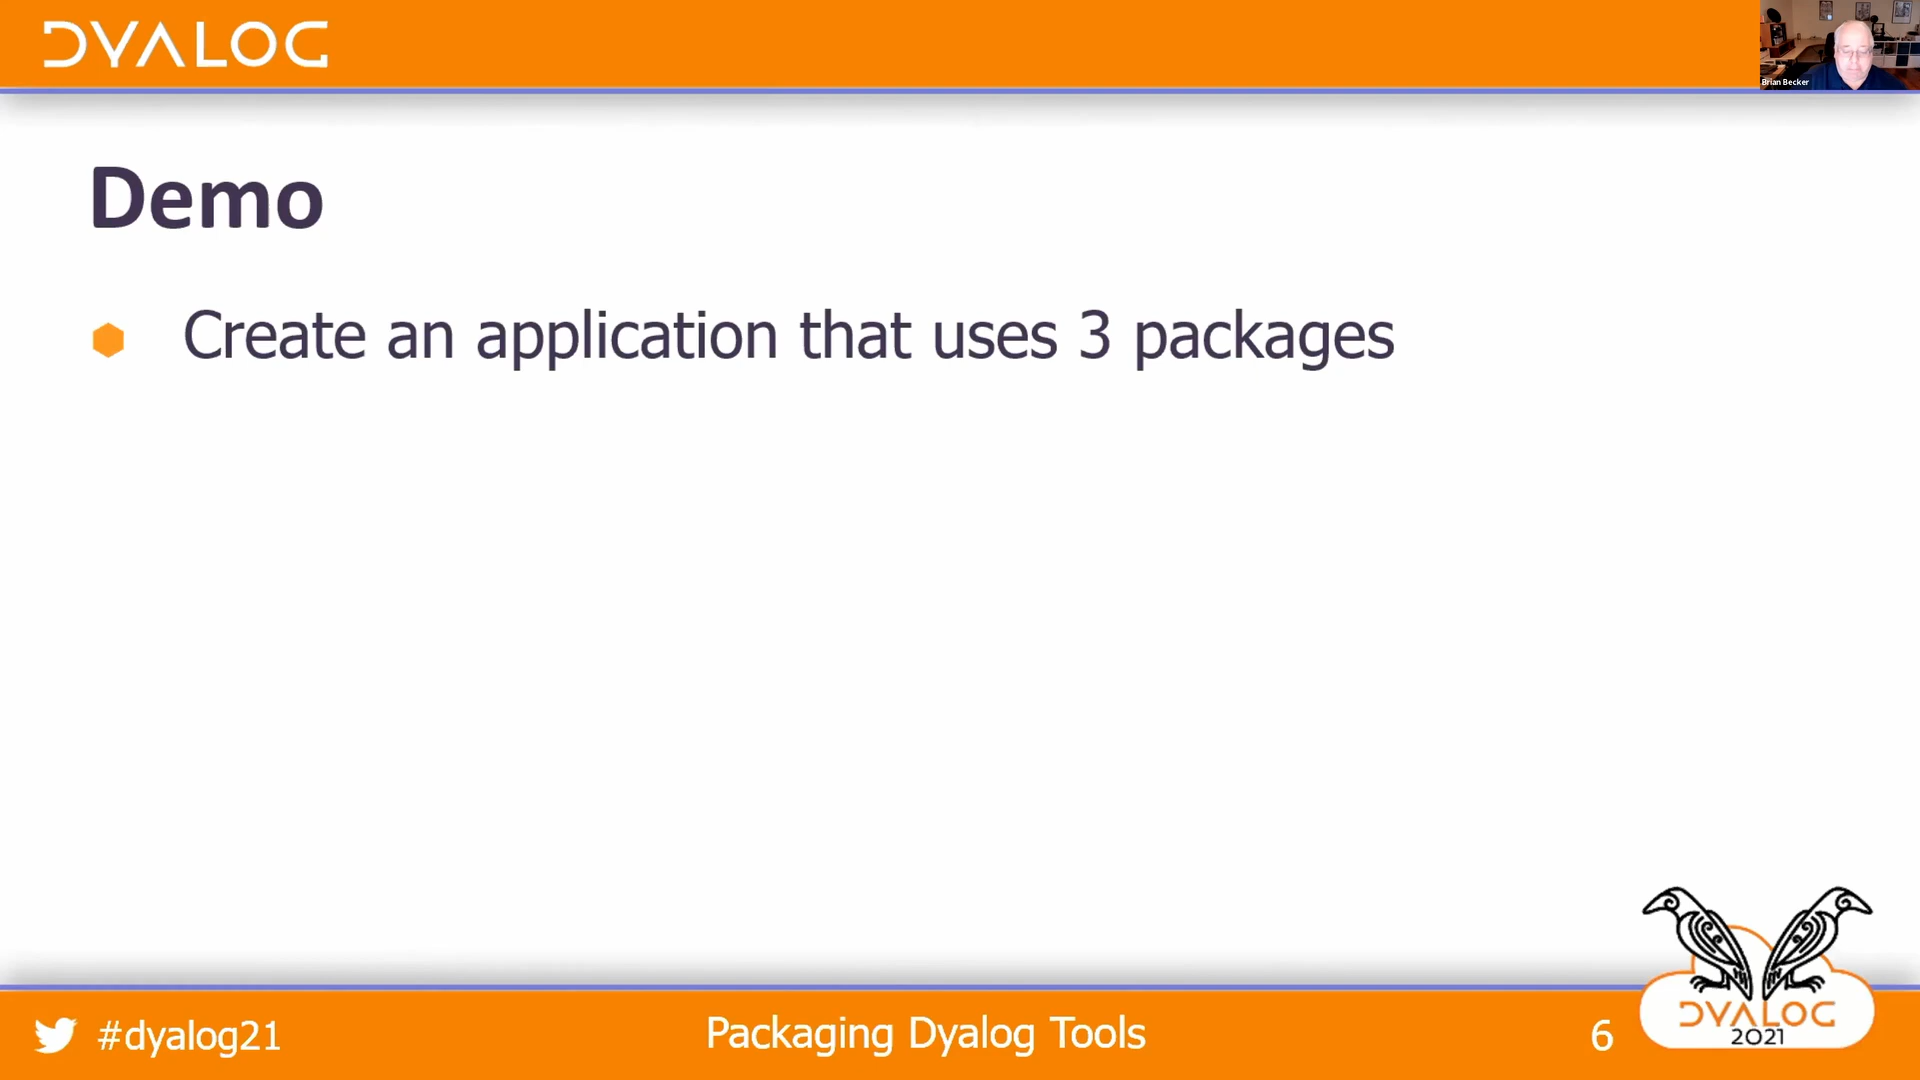 DYALOG
Brian Becker
Demo
Create an application that uses 3 packages
#dyalog21
Packaging Dyalog Tools
6
DYALOG
2021